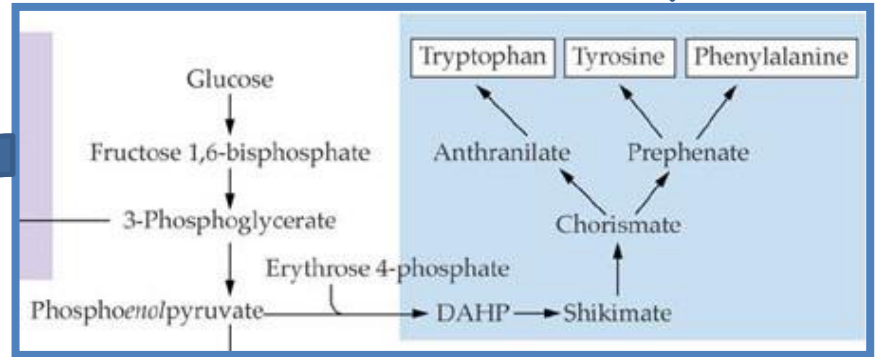 Tryptophan Tyrosine Phenylalanine
Glucose
Fructose 1,6-bisphosphate
Anthranilate Prephenate
3-Phosphoglycerate
Chorismate
Erythrose 4-phosphate
Phosphoenolpyruvate
DAHP Shikimate